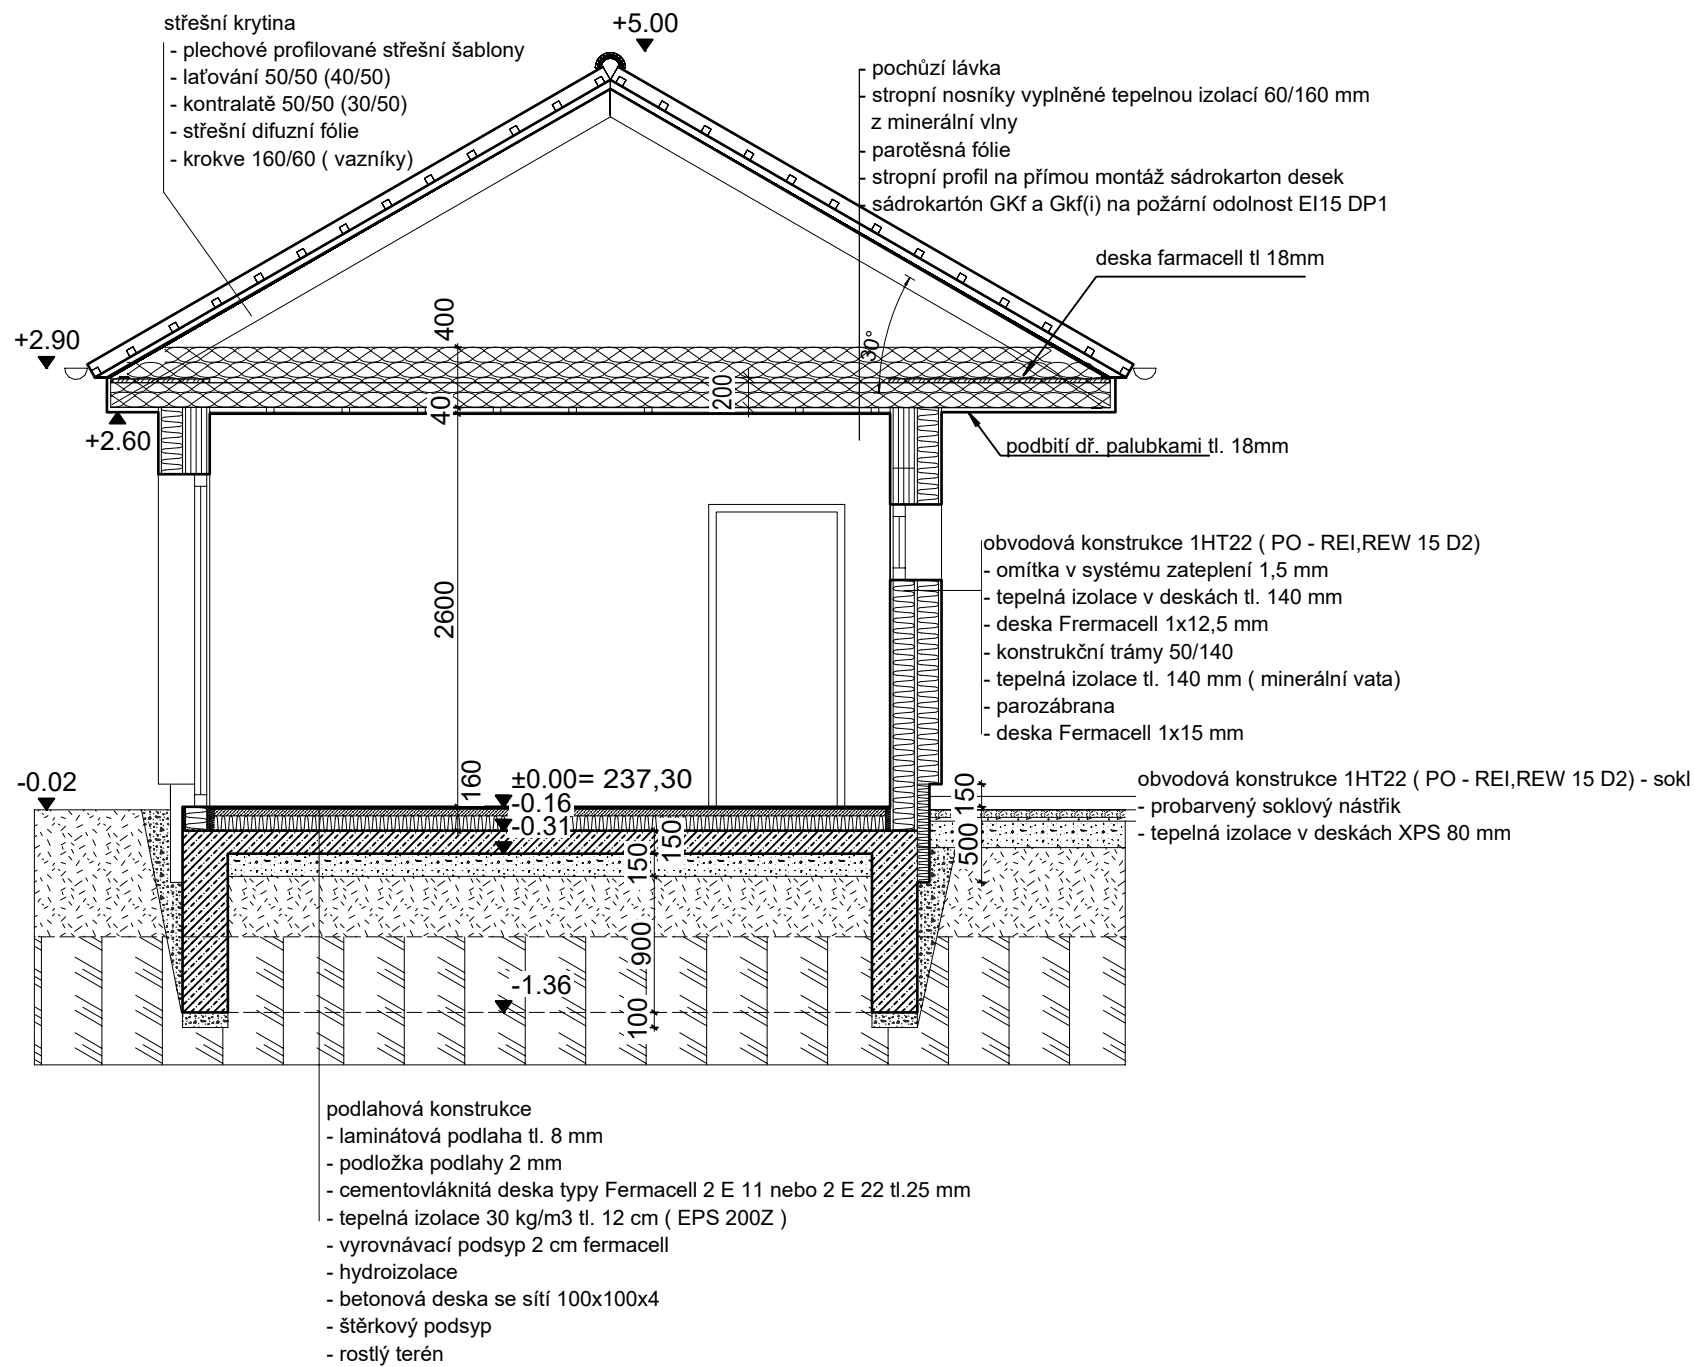 střešní krytina
- plechové profilované střešní šablony
- laťování 50/50 (40/50)
- kontralatě 50/50 (30/50)
- střešní difuzní fólie
- krokve 160/60 ( vazníky)
+5.00
- pochůzí lávka
- stropní nosníky vyplněné tepelnou izolací 60/160 mm
z minerální vlny
- parotěsná fólie
- stropní profil na přímou montáž sádrokarton desek
- sádrokartón GKf a Gkf(i) na požární odolnost EI15 DP1
deska farmacell tl 18mm
+2.90
400
30°
200
40
+2.60
podbití dř. palubkami tl. 18mm
2600
obvodová konstrukce 1HT22 ( PO - REI,REW 15 D2)
- omítka v systému zateplení 1,5 mm
- tepelná izolace v deskách tl. 140 mm
- deska Frermacell 1x12,5 mm
- konstrukční trámy 50/140
- tepelná izolace tl. 140 mm ( minerální vata)
- parozábrana
- deska Fermacell 1x15 mm
-0.02
160
±0.00= 237,30
-0.16
-0.31
150
150
150
500
obvodová konstrukce 1HT22 ( PO - REI,REW 15 D2) - sokl
- probarvený soklový nástřik
- tepelná izolace v deskách XPS 80 mm
900
-1.36
100
podlahová konstrukce
- laminátová podlaha tl. 8 mm
- podložka podlahy 2 mm
- cementovláknitá deska typy Fermacell 2 E 11 nebo 2 E 22 tl.25 mm
- tepelná izolace 30 kg/m3 tl. 12 cm ( EPS 200Z )
- vyrovnávací podsyp 2 cm fermacell
- hydroizolace
- betonová deska se sítí 100x100x4
- štěrkový podsyp
- rostlý terén